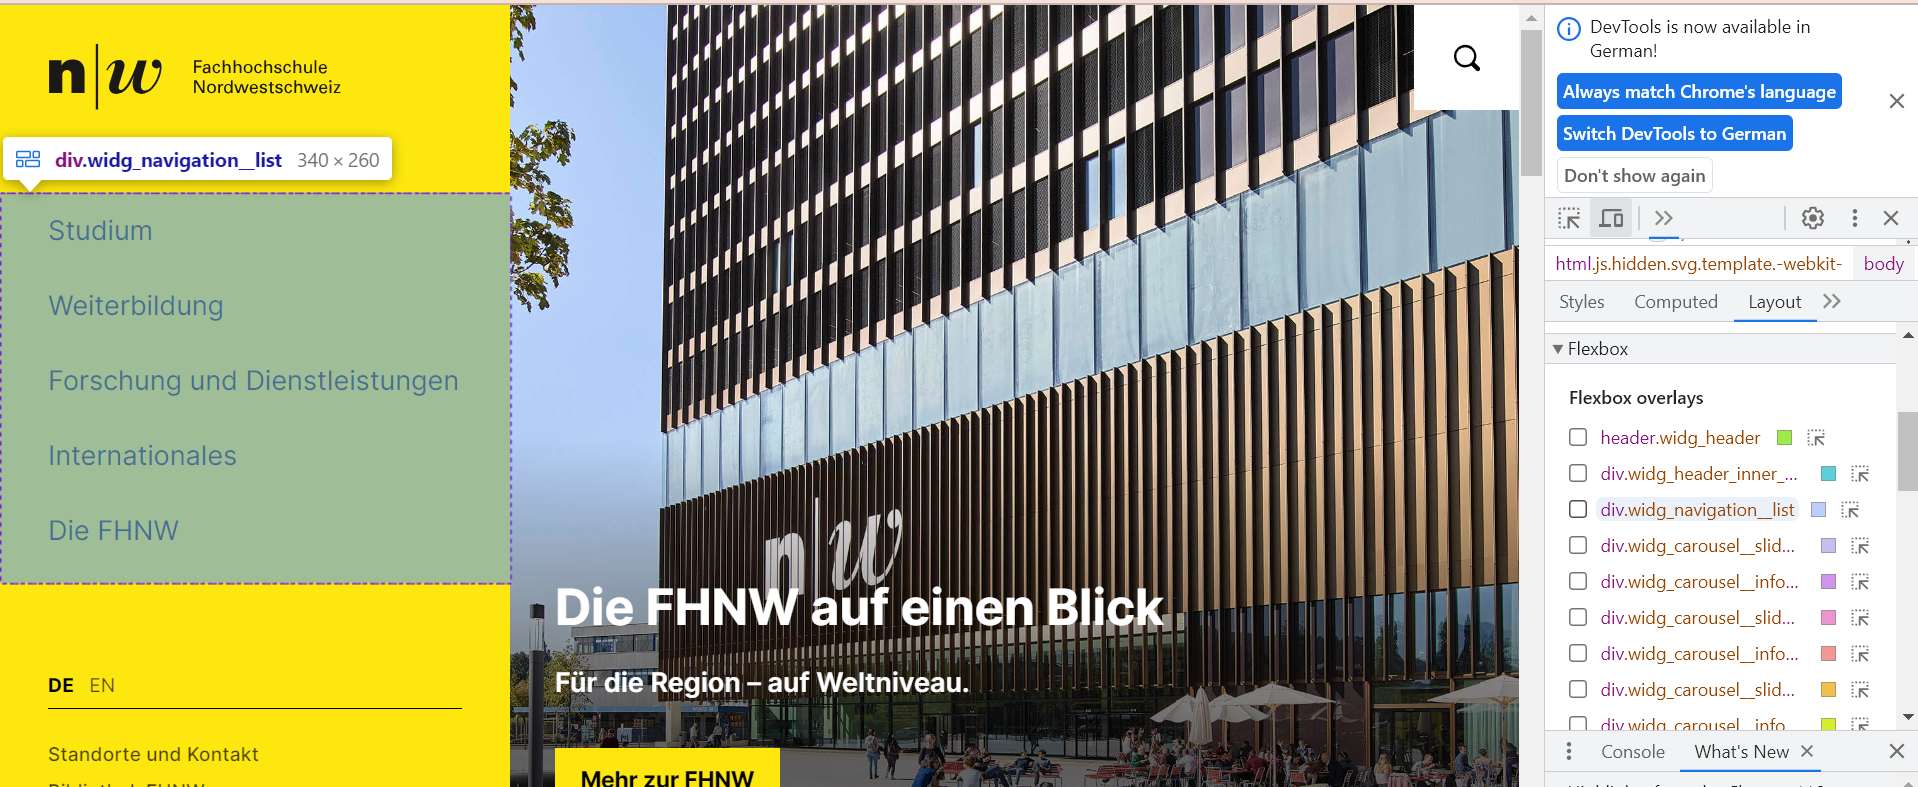 n|w
Fachhochschule
Nordwestschweiz
div.widg_navigation__list 340 × 260
Studium
Weiterbildung
Forschung und Dienstleistungen
Internationales
Die FHNW
DE EN
Standorte und Kontakt
n|w
Die FHNW auf einen Blick
Für die Region – auf Weltniveau.
Mehr zur FHNW
DevTools is now available in
German!
Always match Chrome's language
Switch DevTools to German
Don't show again
html.js.hidden.svg.template.-webkit- body
Styles Computed Layout
Flexbox
Flexbox overlays
header.widg_header
div.widg_header_inner_...
div.widg_navigation__list
div.widg_carousel__slid...
div.widg_carousel__info...
div.widg_carousel__slid...
div.widg_carousel__info...
div.widg_carousel__slid...
div.widg_carousel__info
Console What's New